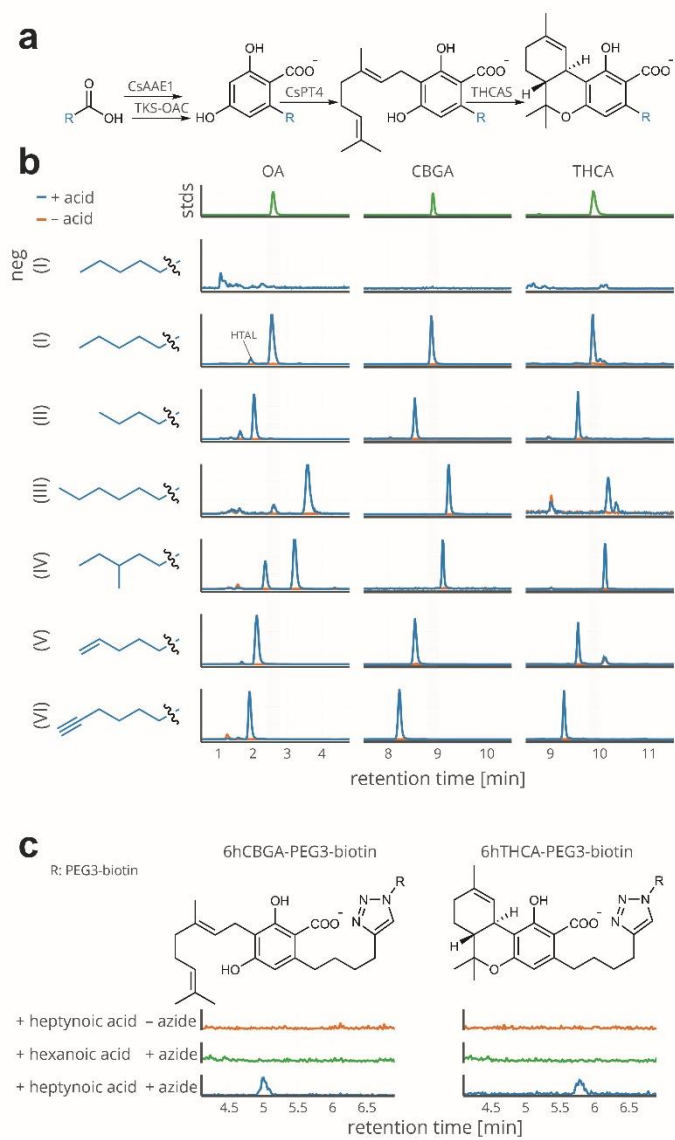 a
OH
COO⁻
HO
R
CsAAE1
TKS-OAC
O
R
OH
CsPT4
OH
COO⁻
HO
R
THCAS
OH
COO⁻
H
H
O
R
b
OA CBGA THCA
+ acid
– acid
stds
neg
(I)
(I)
HTAL
(II)
(III)
(IV)
(V)
(VI)
1 2 3 4 8 9 10 9 10 11
retention time [min]
c
6hCBGA-PEG3-biotin 6hTHCA-PEG3-biotin
R: PEG3-biotin
OH
COO⁻
HO
N
N
N
R
OH
COO⁻
H
H
O
N
N
N
R
+ heptynoic acid – azide
+ hexanoic acid + azide
+ heptynoic acid + azide
4.5 5 5.5 6 6.5 4.5 5 5.5 6 6.5
retention time [min] retention time [min]